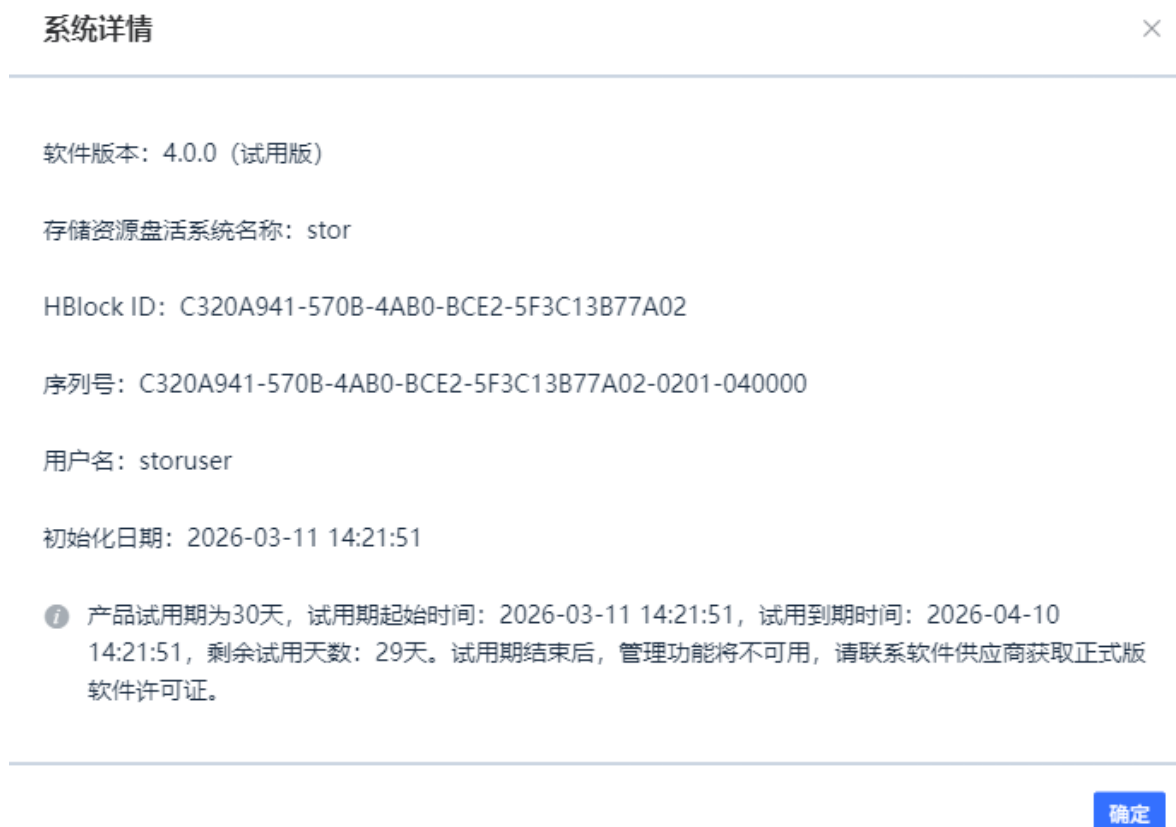 系统详情
软件版本：4.0.0（试用版）
存储资源盘活系统名称：stor
HBlock ID：C320A941-570B-4AB0-BCE2-5F3C13B77A02
序列号：C320A941-570B-4AB0-BCE2-5F3C13B77A02-0201-040000
用户名：storuser
初始化日期：2026-03-11 14:21:51
产品试用期为30天，试用期起始时间：2026-03-11 14:21:51，试用到期时间：2026-04-10
14:21:51，剩余试用天数：29天。试用期结束后，管理功能将不可用，请联系软件供应商获取正式版
软件许可证。
确定